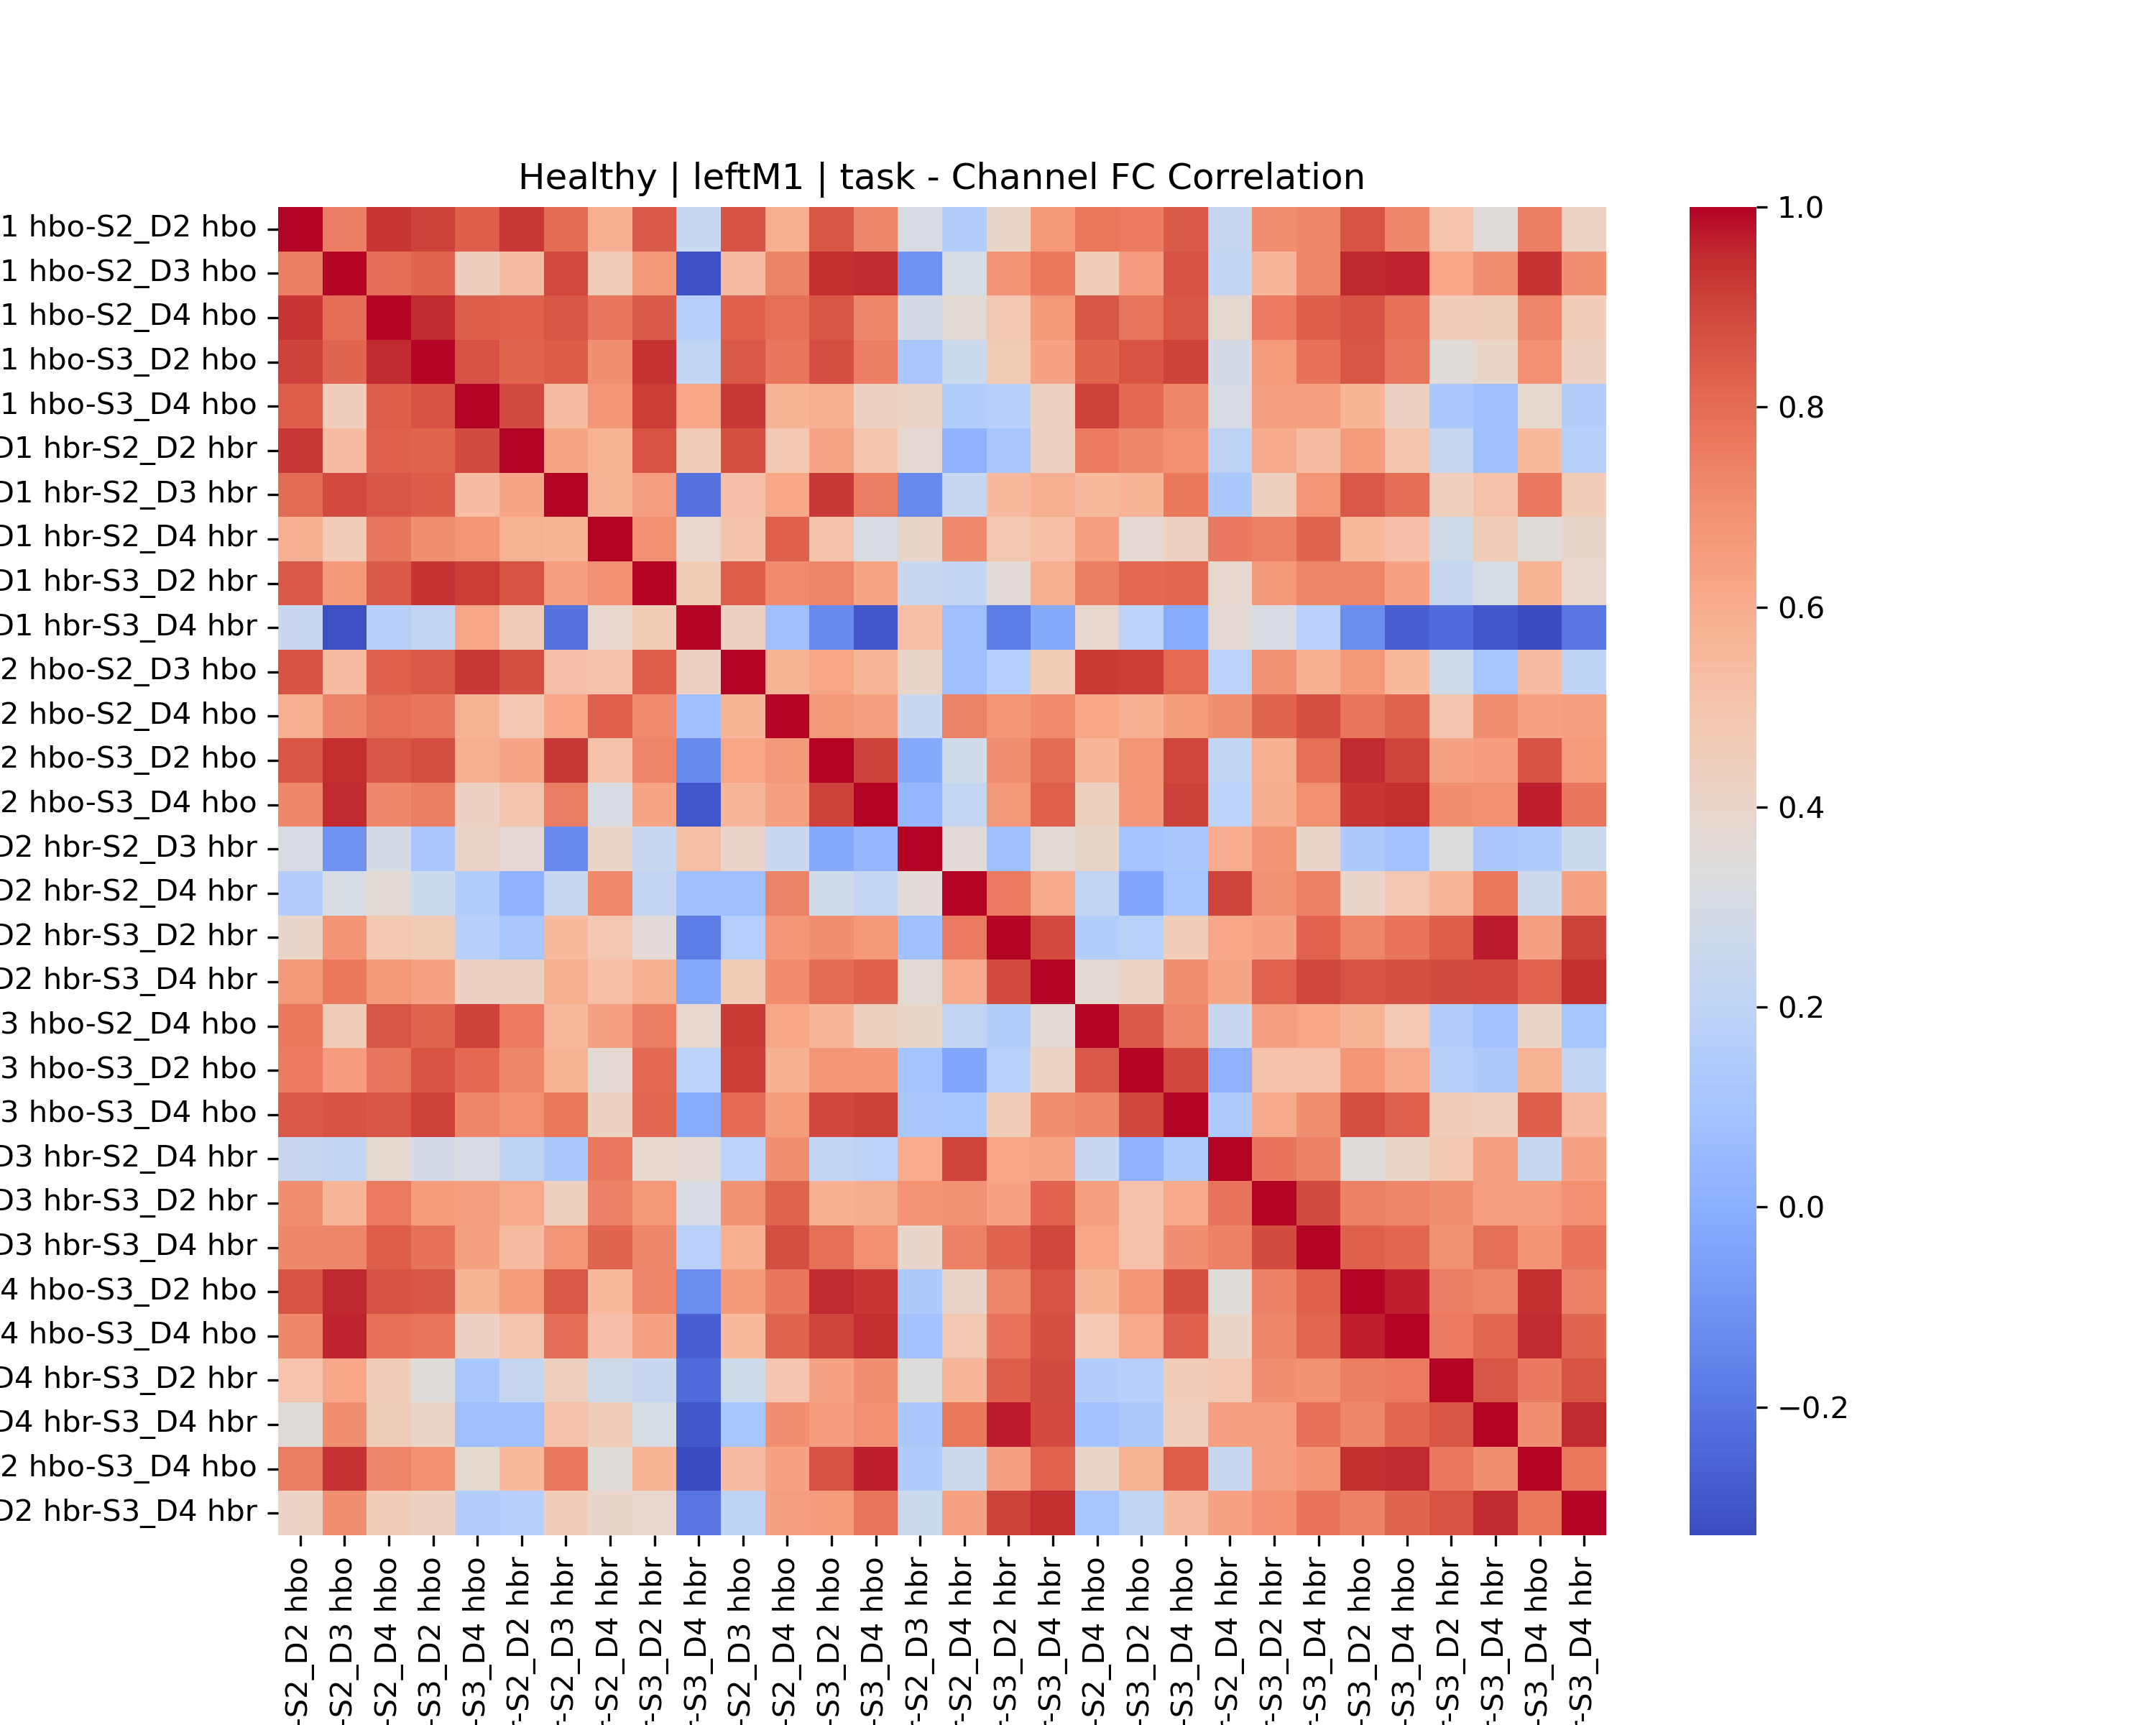 Healthy | leftM1 | task - Channel FC Correlation
1 hbo-S2_D2 hbo
1 hbo-S2_D3 hbo
1 hbo-S2_D4 hbo
1 hbo-S3_D2 hbo
1 hbo-S3_D4 hbo
D1 hbr-S2_D2 hbr
D1 hbr-S2_D3 hbr
D1 hbr-S2_D4 hbr
D1 hbr-S3_D2 hbr
D1 hbr-S3_D4 hbr
2 hbo-S2_D3 hbo
2 hbo-S2_D4 hbo
2 hbo-S3_D2 hbo
2 hbo-S3_D4 hbo
D2 hbr-S2_D3 hbr
D2 hbr-S2_D4 hbr
D2 hbr-S3_D2 hbr
D2 hbr-S3_D4 hbr
3 hbo-S2_D4 hbo
3 hbo-S3_D2 hbo
3 hbo-S3_D4 hbo
D3 hbr-S2_D4 hbr
D3 hbr-S3_D2 hbr
D3 hbr-S3_D4 hbr
4 hbo-S3_D2 hbo
4 hbo-S3_D4 hbo
D4 hbr-S3_D2 hbr
D4 hbr-S3_D4 hbr
2 hbo-S3_D4 hbo
D2 hbr-S3_D4 hbr
-S2_D2 hbo
-S2_D3 hbo
-S2_D4 hbo
-S3_D2 hbo
-S3_D4 hbo
r-S2_D2 hbr
r-S2_D3 hbr
r-S2_D4 hbr
r-S3_D2 hbr
r-S3_D4 hbr
-S2_D3 hbo
-S2_D4 hbo
-S3_D2 hbo
-S3_D4 hbo
r-S2_D3 hbr
r-S2_D4 hbr
r-S3_D2 hbr
r-S3_D4 hbr
-S2_D4 hbo
-S3_D2 hbo
-S3_D4 hbo
r-S2_D4 hbr
r-S3_D2 hbr
r-S3_D4 hbr
-S3_D2 hbo
-S3_D4 hbo
r-S3_D2 hbr
r-S3_D4 hbr
-S3_D4 hbo
r-S3_D4 hbr
1.0
0.8
0.6
0.4
0.2
0.0
−0.2